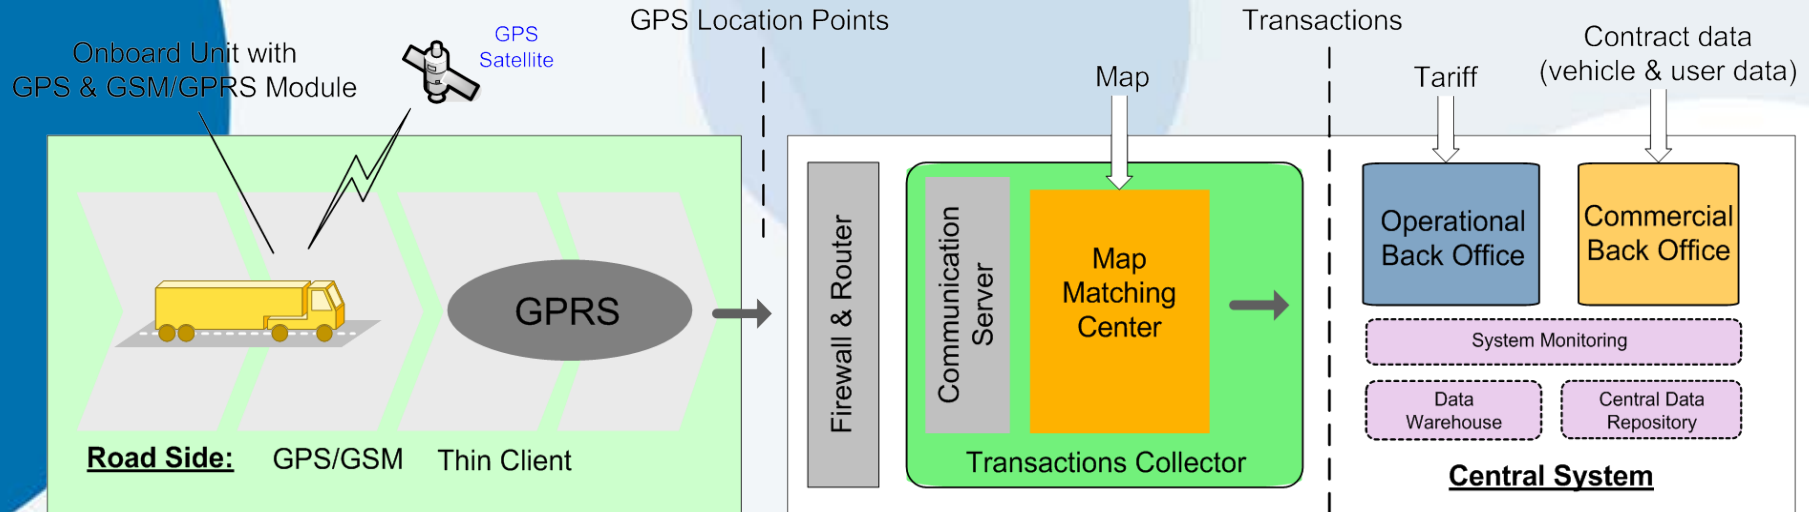 GPS Location Points
Transactions
Onboard Unit with
GPS & GSM/GPRS Module
GPS
Satellite
Map
Tariff
Contract data
(vehicle & user data)
GPRS
Firewall & Router
Communication
Server
Map
Matching
Center
Transactions Collector
Operational
Back Office
Commercial
Back Office
System Monitoring
Data
Warehouse
Central Data
Repository
Road Side: GPS/GSM Thin Client
Central System